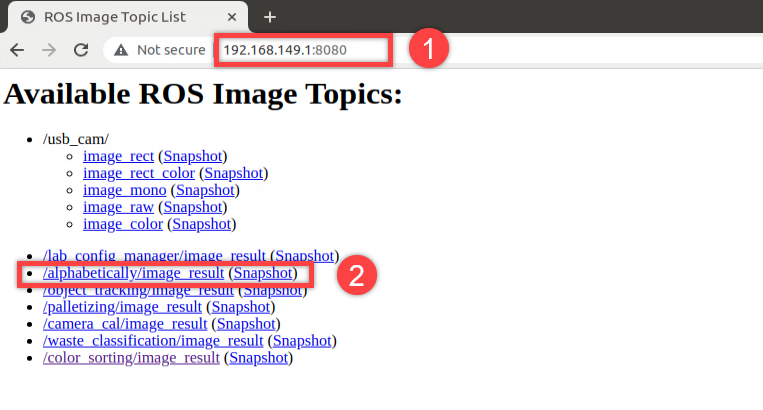 ROS Image Topic List
Not secure 192.168.149.1:8080
1
Available ROS Image Topics:
/usb_cam/
image_rect (Snapshot)
image_rect_color (Snapshot)
image_mono (Snapshot)
image_raw (Snapshot)
image_color (Snapshot)
/lab_config_manager/image_result (Snapshot)
/alphabetically/image_result (Snapshot)
2
/object_tracking/image_result (Snapshot)
/palletizing/image_result (Snapshot)
/camera_cal/image_result (Snapshot)
/waste_classification/image_result (Snapshot)
/color_sorting/image_result (Snapshot)